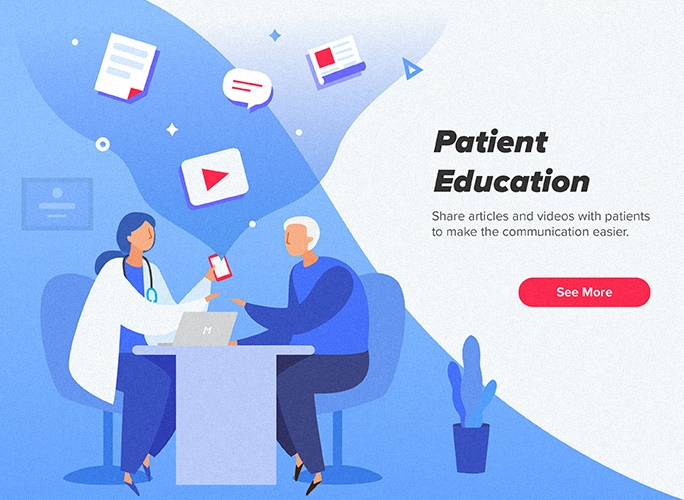 Patient
Education
Share articles and videos with patients
to make the communication easier.
See More
M